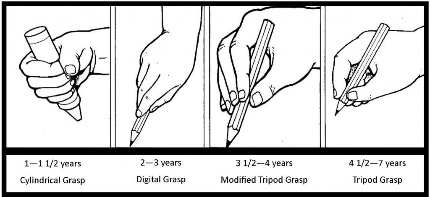 1—1 1/2 years
Cylindrical Grasp
2—3 years
Digital Grasp
3 1/2—4 years
Modified Tripod Grasp
4 1/2—7 years
Tripod Grasp